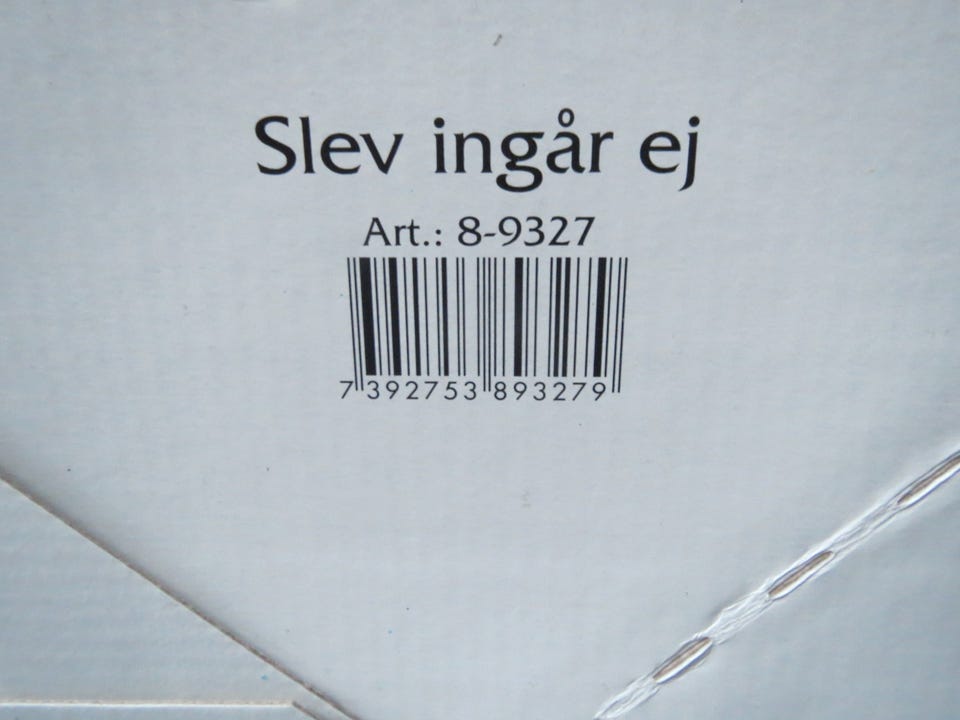 Slev ingår ej
Art.: 8-9327
7 392753 893279